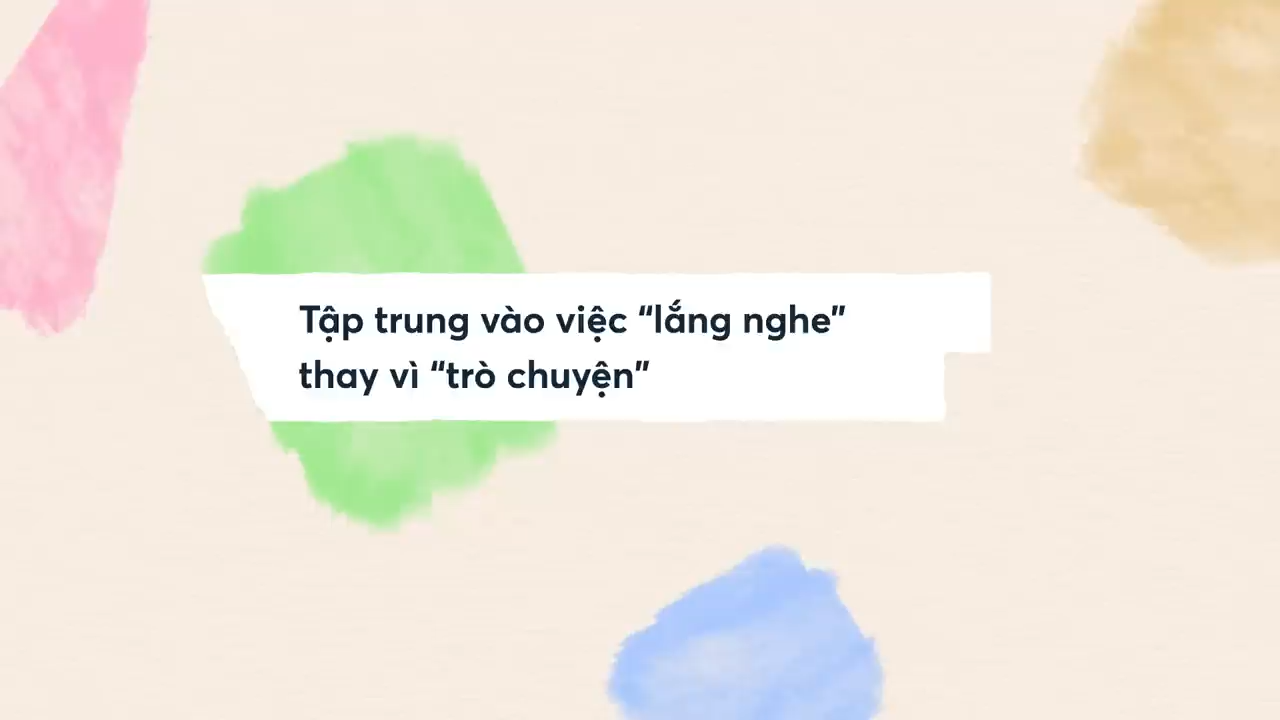 Tập trung vào việc “lắng nghe”
thay vì “trò chuyện”